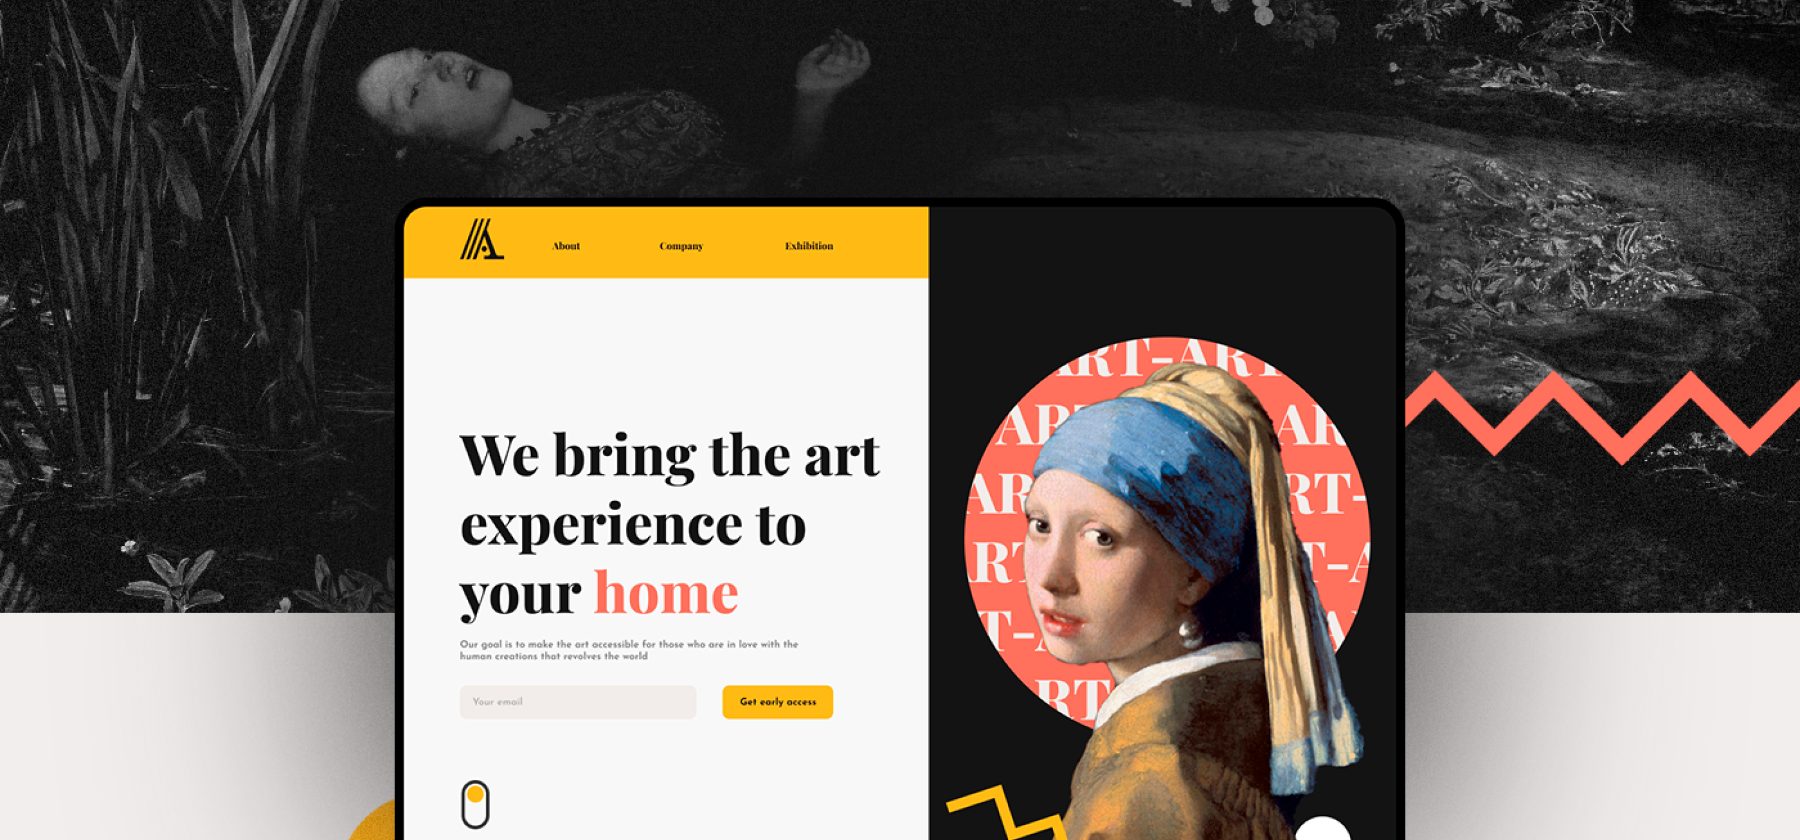 About
Company
Exhibition
We bring the art
experience to
your home
Our goal is to make the art accessible for those who are in love with the
human creations that revolves the world
Your email
Get early access
ART-ART
ART AR
AR RT-
RT T-A
T-A A
RT